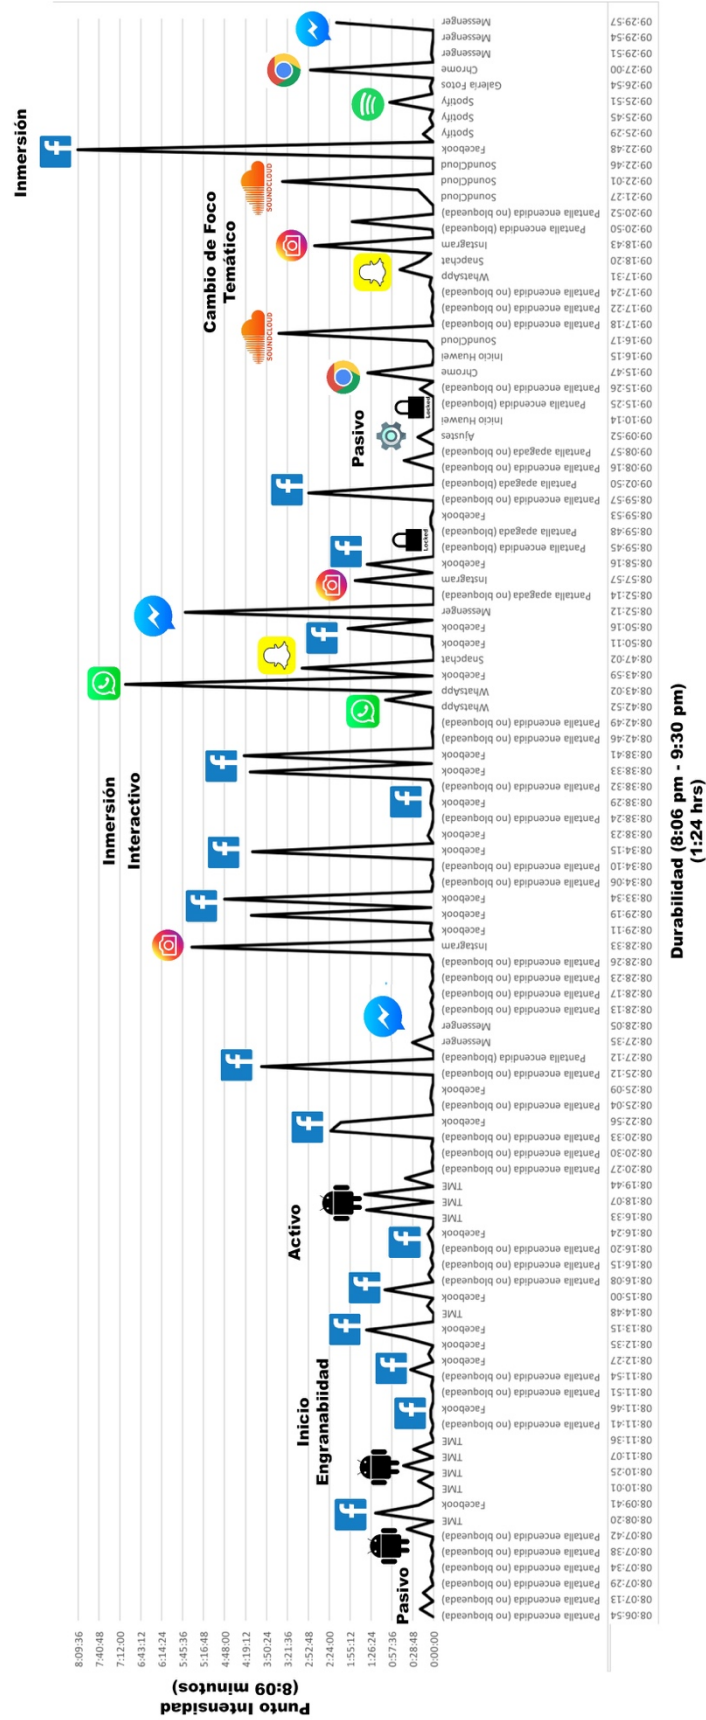 Punto Intensidad
(8:09 minutos)
8:09:36
7:40:48
7:12:00
6:43:12
6:14:24
5:45:36
5:16:48
4:48:00
4:19:12
3:50:24
3:21:36
2:52:48
2:24:00
1:55:12
1:26:24
0:57:36
0:28:48
0:00:00
Pasivo
Inicio
Engranabiidad
Activo
Inmersión
Interactivo
Pasivo
Cambio de Foco
Temático
Inmersión
Locked
Locked
SOUNDCLOUD
SOUNDCLOUD
08:06:54 Pantalla encendida (no bloqueada)
08:07:13 Pantalla encendida (no bloqueada)
08:07:29 Pantalla encendida (no bloqueada)
08:07:34 Pantalla encendida (no bloqueada)
08:07:38 Pantalla encendida (no bloqueada)
08:07:42 Pantalla encendida (no bloqueada)
08:08:20 TME
08:09:41 Facebook
08:10:01 TME
08:10:25 TME
08:11:07 TME
08:11:36 TME
08:11:41 Pantalla encendida (no bloqueada)
08:11:46 Facebook
08:11:51 Pantalla encendida (no bloqueada)
08:11:54 Pantalla encendida (no bloqueada)
08:12:27 Facebook
08:12:35 Facebook
08:13:15 Facebook
08:14:48 TME
08:15:00 Facebook
08:16:08 Pantalla encendida (no bloqueada)
08:16:15 Pantalla encendida (no bloqueada)
08:16:20 Pantalla encendida (no bloqueada)
08:16:24 Facebook
08:16:33 TME
08:18:07 TME
08:19:44 TME
08:20:27 Pantalla encendida (no bloqueada)
08:20:30 Pantalla encendida (no bloqueada)
08:20:33 Pantalla encendida (no bloqueada)
08:22:56 Facebook
08:25:04 Pantalla encendida (no bloqueada)
08:25:09 Facebook
08:25:12 Pantalla encendida (no bloqueada)
08:27:12 Pantalla encendida (bloqueada)
08:27:35 Messenger
08:28:05 Messenger
08:28:13 Pantalla encendida (no bloqueada)
08:28:17 Pantalla encendida (no bloqueada)
08:28:23 Pantalla encendida (no bloqueada)
08:28:26 Pantalla encendida (no bloqueada)
08:28:33 Instagram
08:29:11 Facebook
08:29:19 Facebook
08:33:34 Facebook
08:34:06 Pantalla encendida (no bloqueada)
08:34:10 Pantalla encendida (no bloqueada)
08:34:15 Facebook
08:38:23 Facebook
08:38:24 Pantalla encendida (no bloqueada)
08:38:29 Facebook
08:38:32 Pantalla encendida (no bloqueada)
08:38:33 Facebook
08:38:41 Facebook
08:42:46 Pantalla encendida (no bloqueada)
08:42:49 Pantalla encendida (no bloqueada)
08:42:52 WhatsApp
08:43:02 WhatsApp
08:43:59 Facebook
08:47:02 Snapchat
08:50:11 Facebook
08:50:16 Facebook
08:52:12 Messenger
08:52:14 Pantalla apagada (no bloqueada)
08:57:57 Instagram
08:58:16 Facebook
08:59:45 Pantalla encendida (bloqueada)
08:59:48 Pantalla apagada (bloqueada)
08:59:53 Facebook
08:59:57 Pantalla encendida (no bloqueada)
09:02:50 Pantalla apagada (bloqueada)
09:08:16 Pantalla encendida (no bloqueada)
09:08:57 Pantalla apagada (no bloqueada)
09:09:52 Ajustes
09:10:14 Inicio Huawei
09:15:25 Pantalla encendida (bloqueada)
09:15:26 Pantalla encendida (no bloqueada)
09:15:47 Chrome
09:16:15 Inicio Huawei
09:16:17 SoundCloud
09:17:18 Pantalla encendida (no bloqueada)
09:17:22 Pantalla encendida (no bloqueada)
09:17:24 Pantalla encendida (no bloqueada)
09:17:31 WhatsApp
09:18:20 Snapchat
09:18:43 Instagram
09:20:50 Pantalla encendida (bloqueada)
09:20:52 Pantalla encendida (no bloqueada)
09:21:27 SoundCloud
09:22:01 SoundCloud
09:22:46 SoundCloud
09:22:48 Facebook
09:25:29 Spotify
09:25:45 Spotify
09:25:51 Spotify
09:26:54 Galería Fotos
09:27:00 Chrome
09:29:51 Messenger
09:29:54 Messenger
09:29:57 Messenger
Durabilidad (8:06 pm - 9:30 pm)
(1:24 hrs)